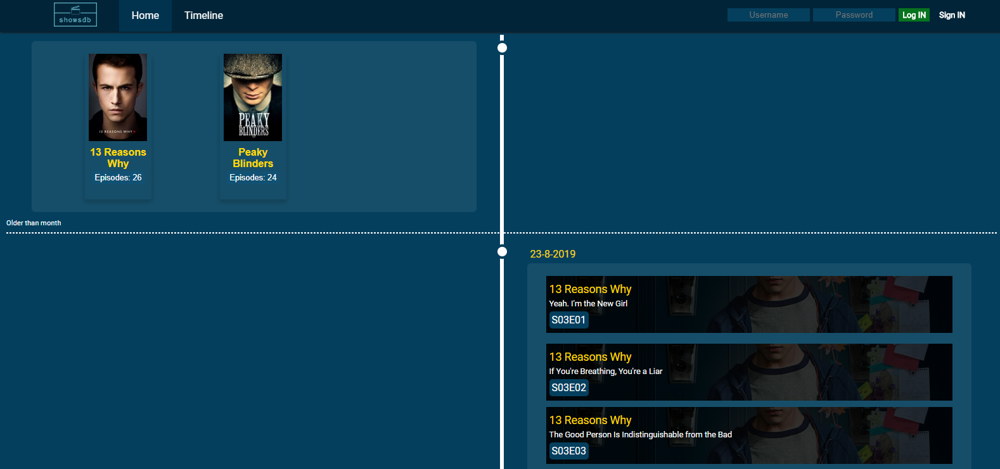 showsdb
Home
Timeline
Username
Password
Log IN
Sign IN
13 REASONS WHY
PEAKY
BLINDERS
13 Reasons
Why
Episodes: 26
Peaky
Blinders
Episodes: 24
Older than month
23-8-2019
13 Reasons Why
Yeah. I'm the New Girl
S03E01
13 Reasons Why
If You're Breathing, You're a Liar
S03E02
13 Reasons Why
The Good Person Is Indistinguishable from the Bad
S03E03